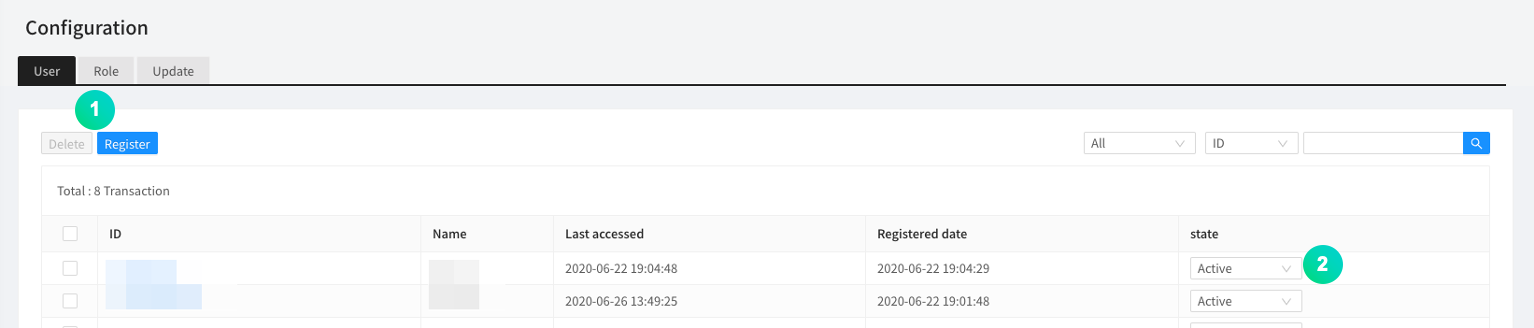 Configuration
User Role Update
1
Delete Register All ID
Total : 8 Transaction
ID Name Last accessed Registered date state
2020-06-22 19:04:48 2020-06-22 19:04:29 Active 2
2020-06-26 13:49:25 2020-06-22 19:01:48 Active